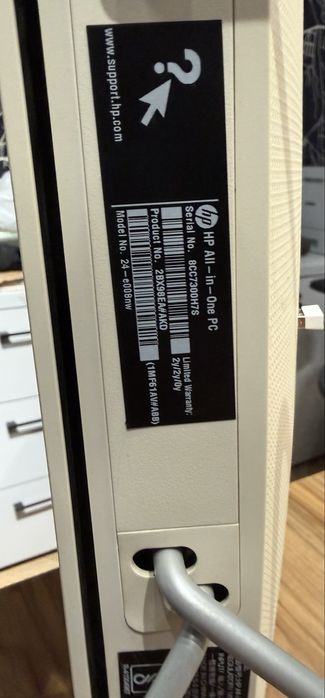 ?
www.support.hp.com
hp HP All-in-One PC
Serial No. 8CC7300H7S
Limited Warranty:
2y/2y/0y
Product No. 2BX98EA#AKD
(1MF61AV#ABB)
Model No. 24-e008nw